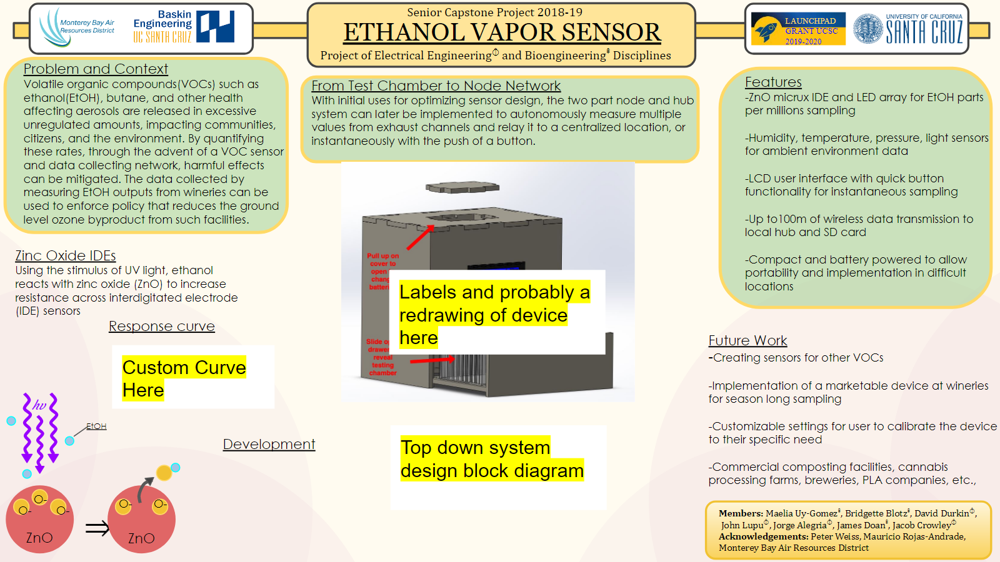 Monterey Bay Air
Resources District
Baskin
Engineering
UC SANTA CRUZ
Senior Capstone Project 2018-19
ETHANOL VAPOR SENSOR
Project of Electrical Engineering⏀ and Bioengineering⯒ Disciplines
LAUNCHPAD
GRANT UCSC
2019-2020
UNIVERSITY OF CALIFORNIA
SANTA CRUZ
Problem and Context
Volatile organic compounds(VOCs) such as
ethanol(EtOH), butane, and other health
affecting aerosols are released in excessive
unregulated amounts, impacting communities,
citizens, and the environment. By quantifying
these rates, through the advent of a VOC sensor
and data collecting network, harmful effects
can be mitigated. The data collected by
measuring EtOH outputs from wineries can be
used to enforce policy that reduces the ground
level ozone byproduct from such facilities.
Zinc Oxide IDEs
Using the stimulus of UV light, ethanol
reacts with zinc oxide (ZnO) to increase
resistance across interdigitated electrode
(IDE) sensors
Response curve
Custom Curve
Here
hν
EtOH
O-
O-
O-
ZnO
O-
O-
ZnO
Development
From Test Chamber to Node Network
With initial uses for optimizing sensor design, the two part node and hub
system can later be implemented to autonomously measure multiple
values from exhaust channels and relay it to a centralized location, or
instantaneously with the push of a button.
Pull up on
cover to
open
chang
batteri
Labels and probably a
redrawing of device
here
Slide op
drawer
reveal
testing
chamber
Top down system
design block diagram
Features
-ZnO micrux IDE and LED array for EtOH parts
per millions sampling
-Humidity, temperature, pressure, light sensors
for ambient environment data
-LCD user interface with quick button
functionality for instantaneous sampling
-Up to100m of wireless data transmission to
local hub and SD card
-Compact and battery powered to allow
portability and implementation in difficult
locations
Future Work
-Creating sensors for other VOCs
-Implementation of a marketable device at wineries
for season long sampling
-Customizable settings for user to calibrate the device
to their specific need
-Commercial composting facilities, cannabis
processing farms, breweries, PLA companies, etc.,
Members: Maelia Uy-Gomez⯒, Bridgette Blotz⯒, David Durkin⏀,
John Lupu⏀, Jorge Alegria⏀, James Doan⯒, Jacob Crowley⏀
Acknowledgements: Peter Weiss, Mauricio Rojas-Andrade,
Monterey Bay Air Resources District